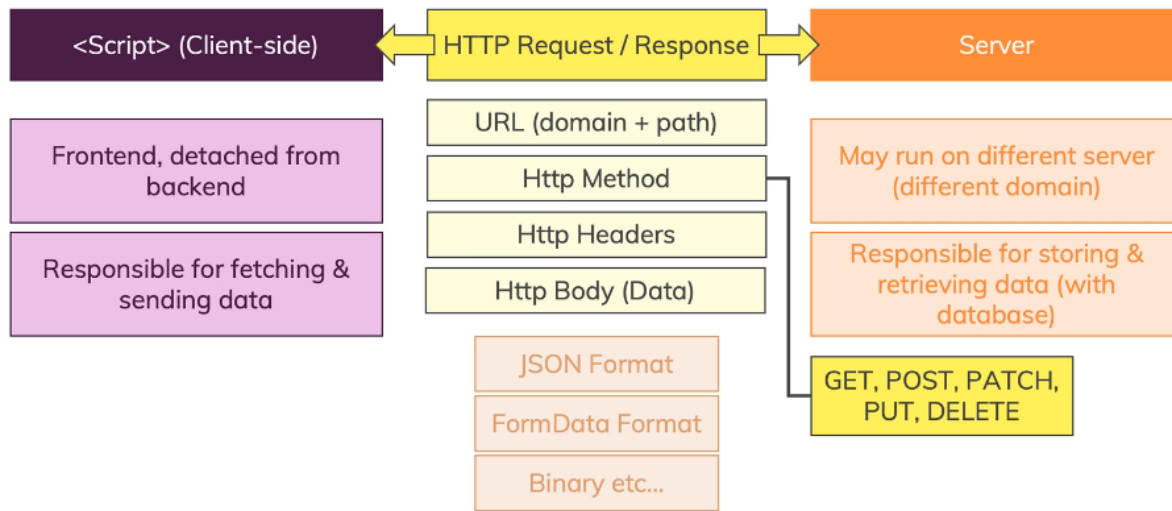 <Script> (Client-side)
HTTP Request / Response
Server
Frontend, detached from
backend
Responsible for fetching &
sending data
URL (domain + path)
Http Method
Http Headers
Http Body (Data)
JSON Format
FormData Format
Binary etc...
May run on different server
(different domain)
Responsible for storing &
retrieving data (with
database)
GET, POST, PATCH,
PUT, DELETE